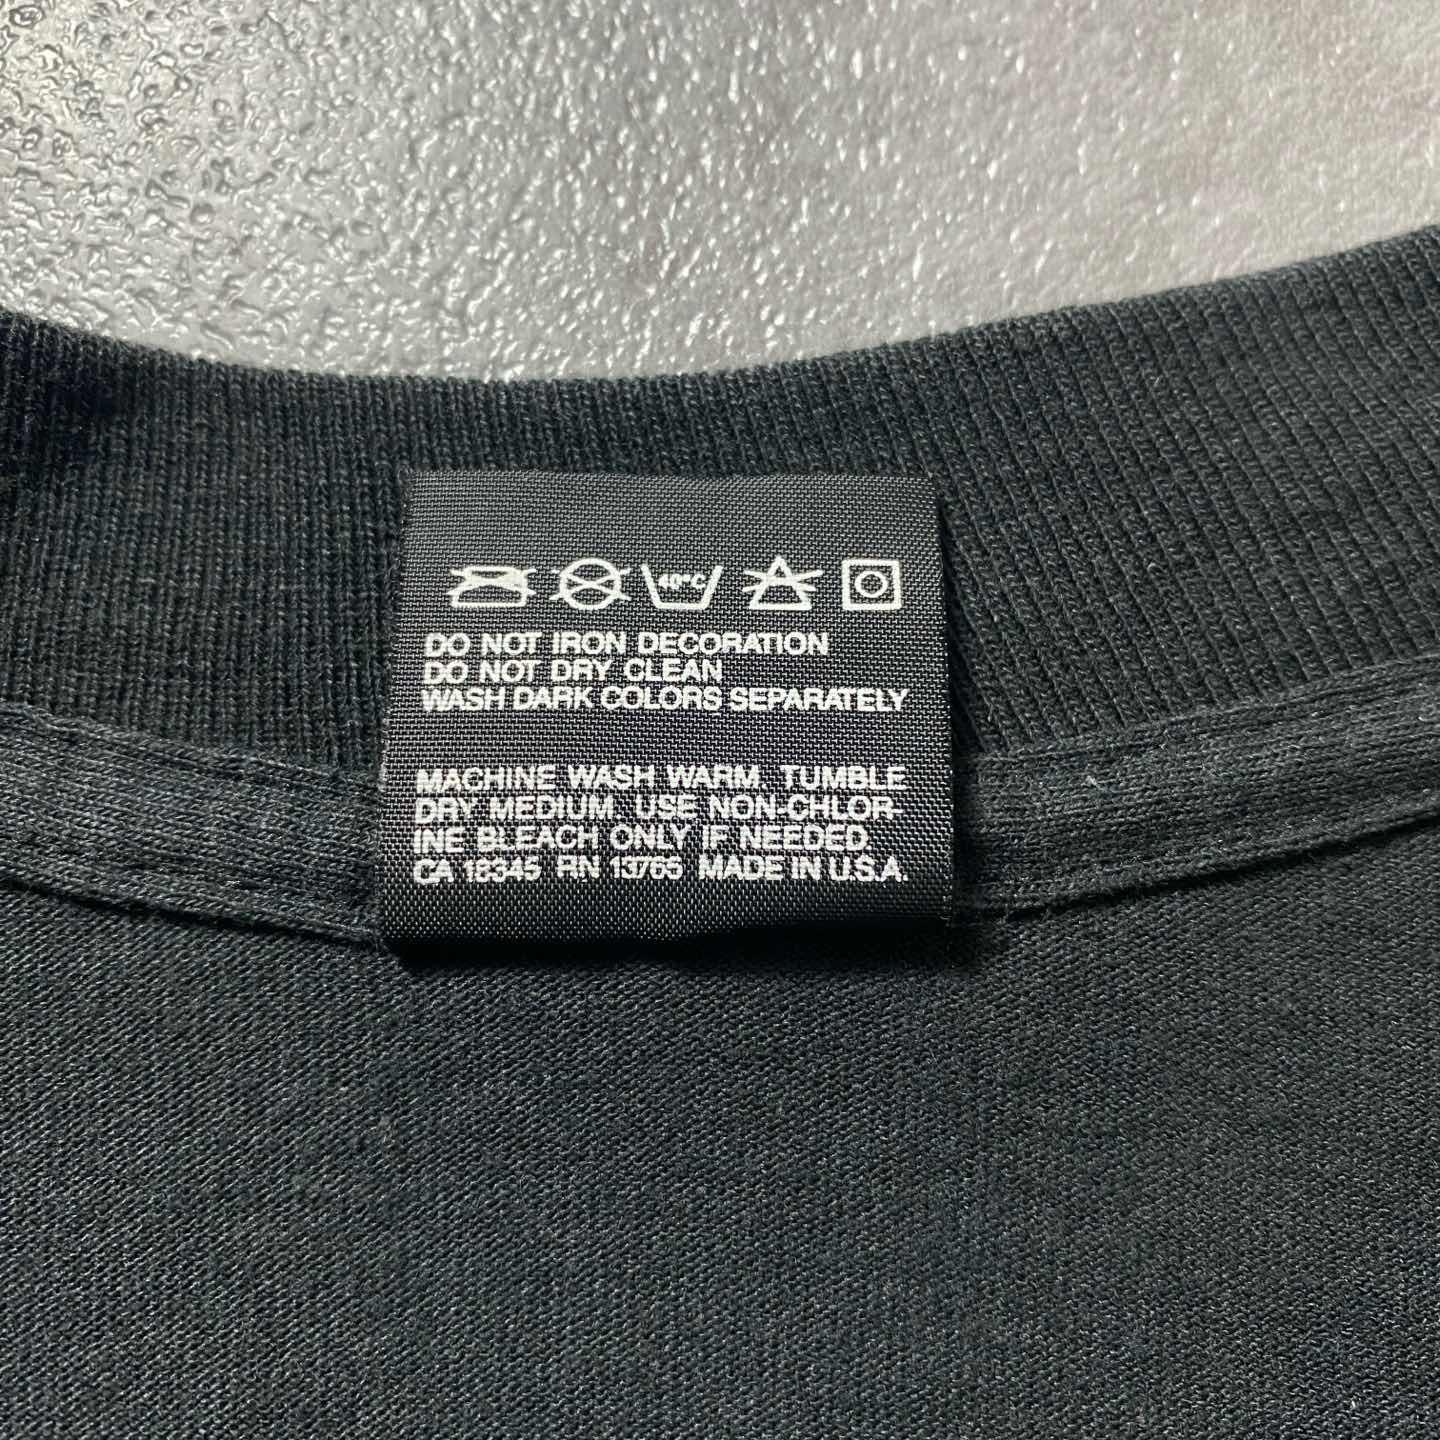 40°C
DO NOT IRON DECORATION
DO NOT DRY CLEAN
WASH DARK COLORS SEPARATELY
MACHINE WASH WARM. TUMBLE
DRY MEDIUM. USE NON-CHLOR-
INE BLEACH ONLY IF NEEDED.
CA 18345 RN 13765 MADE IN U.S.A.